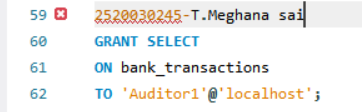 59 2520030245-T.Meghana sai
60 GRANT SELECT
61 ON bank_transactions
62 TO 'Auditor1'@'localhost';